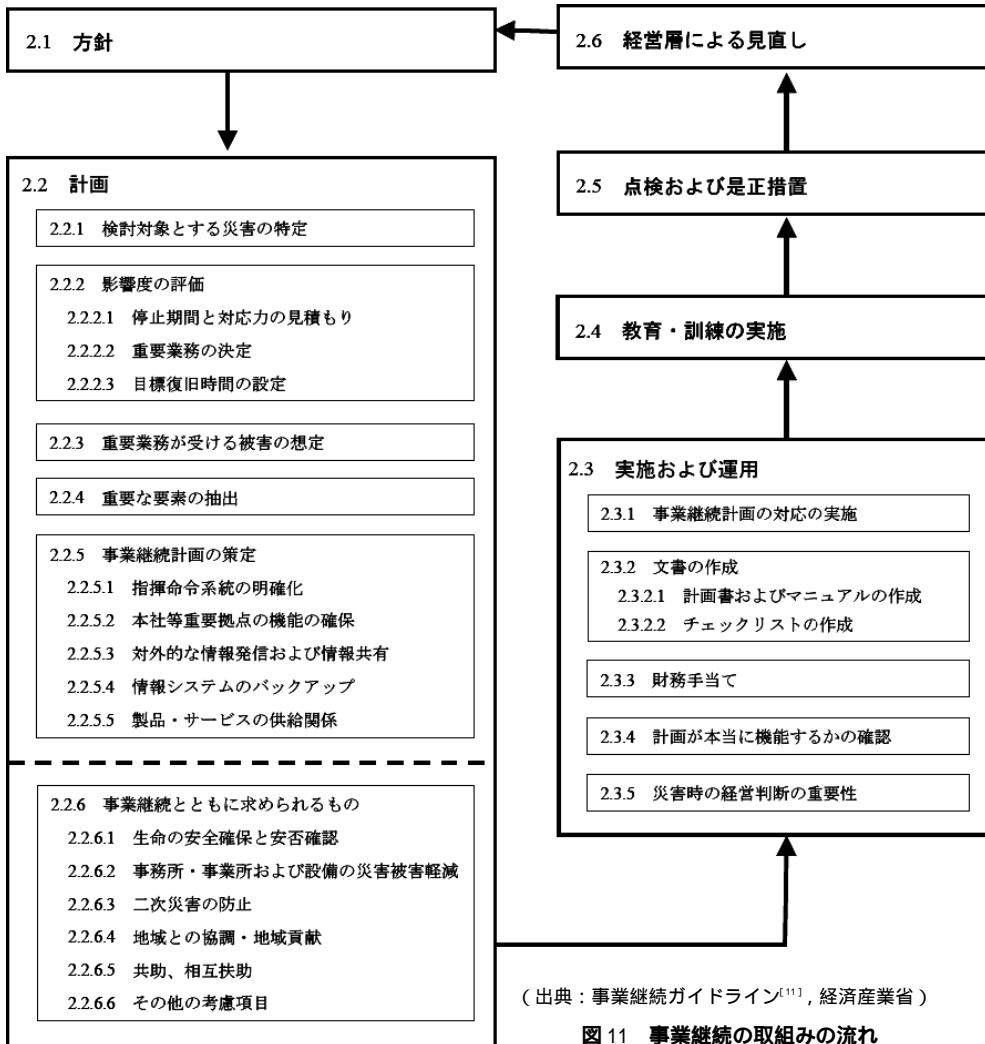 2.1 方針
2.2 計画
2.2.1 検討対象とする災害の特定
2.2.2 影響度の評価
2.2.2.1 停止期間と対応力の見積もり
2.2.2.2 重要業務の決定
2.2.2.3 目標復旧時間の設定
2.2.3 重要業務が受ける被害の想定
2.2.4 重要な要素の抽出
2.2.5 事業継続計画の策定
2.2.5.1 指揮命令系統の明確化
2.2.5.2 本社等重要拠点の機能の確保
2.2.5.3 対外的な情報発信および情報共有
2.2.5.4 情報システムのバックアップ
2.2.5.5 製品・サービスの供給関係
2.2.6 事業継続とともに求められるもの
2.2.6.1 生命の安全確保と安否確認
2.2.6.2 事務所・事業所および設備の災害被害軽減
2.2.6.3 二次災害の防止
2.2.6.4 地域との協調・地域貢献
2.2.6.5 共助、相互扶助
2.2.6.6 その他の考慮項目
2.6 経営層による見直し
2.5 点検および是正措置
2.4 教育・訓練の実施
2.3 実施および運用
2.3.1 事業継続計画の対応の実施
2.3.2 文書の作成
2.3.2.1 計画書およびマニュアルの作成
2.3.2.2 チェックリストの作成
2.3.3 財務手当て
2.3.4 計画が本当に機能するかの確認
2.3.5 災害時の経営判断の重要性
（出典：事業継続ガイドライン[11]，経済産業省）
図11 事業継続の取組みの流れ